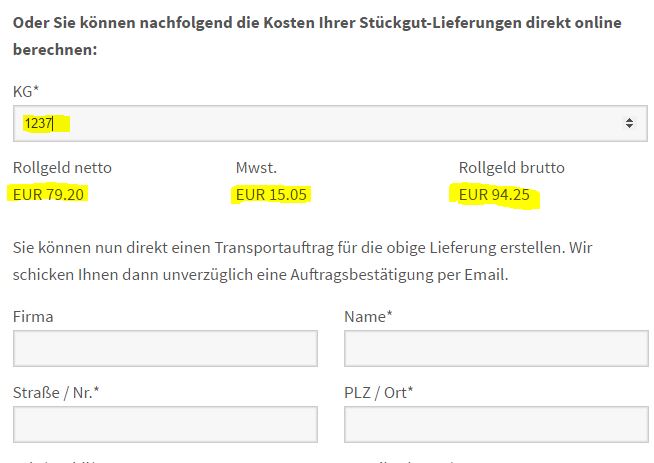 Oder Sie können nachfolgend die Kosten Ihrer Stückgut-Lieferungen direkt online
berechnen:
KG*
1237
Rollgeld netto Mwst. Rollgeld brutto
EUR 79.20 EUR 15.05 EUR 94.25
Sie können nun direkt einen Transportauftrag für die obige Lieferung erstellen. Wir
schicken Ihnen dann unverzüglich eine Auftragsbestätigung per Email.
Firma Name*
Straße / Nr.* PLZ / Ort*